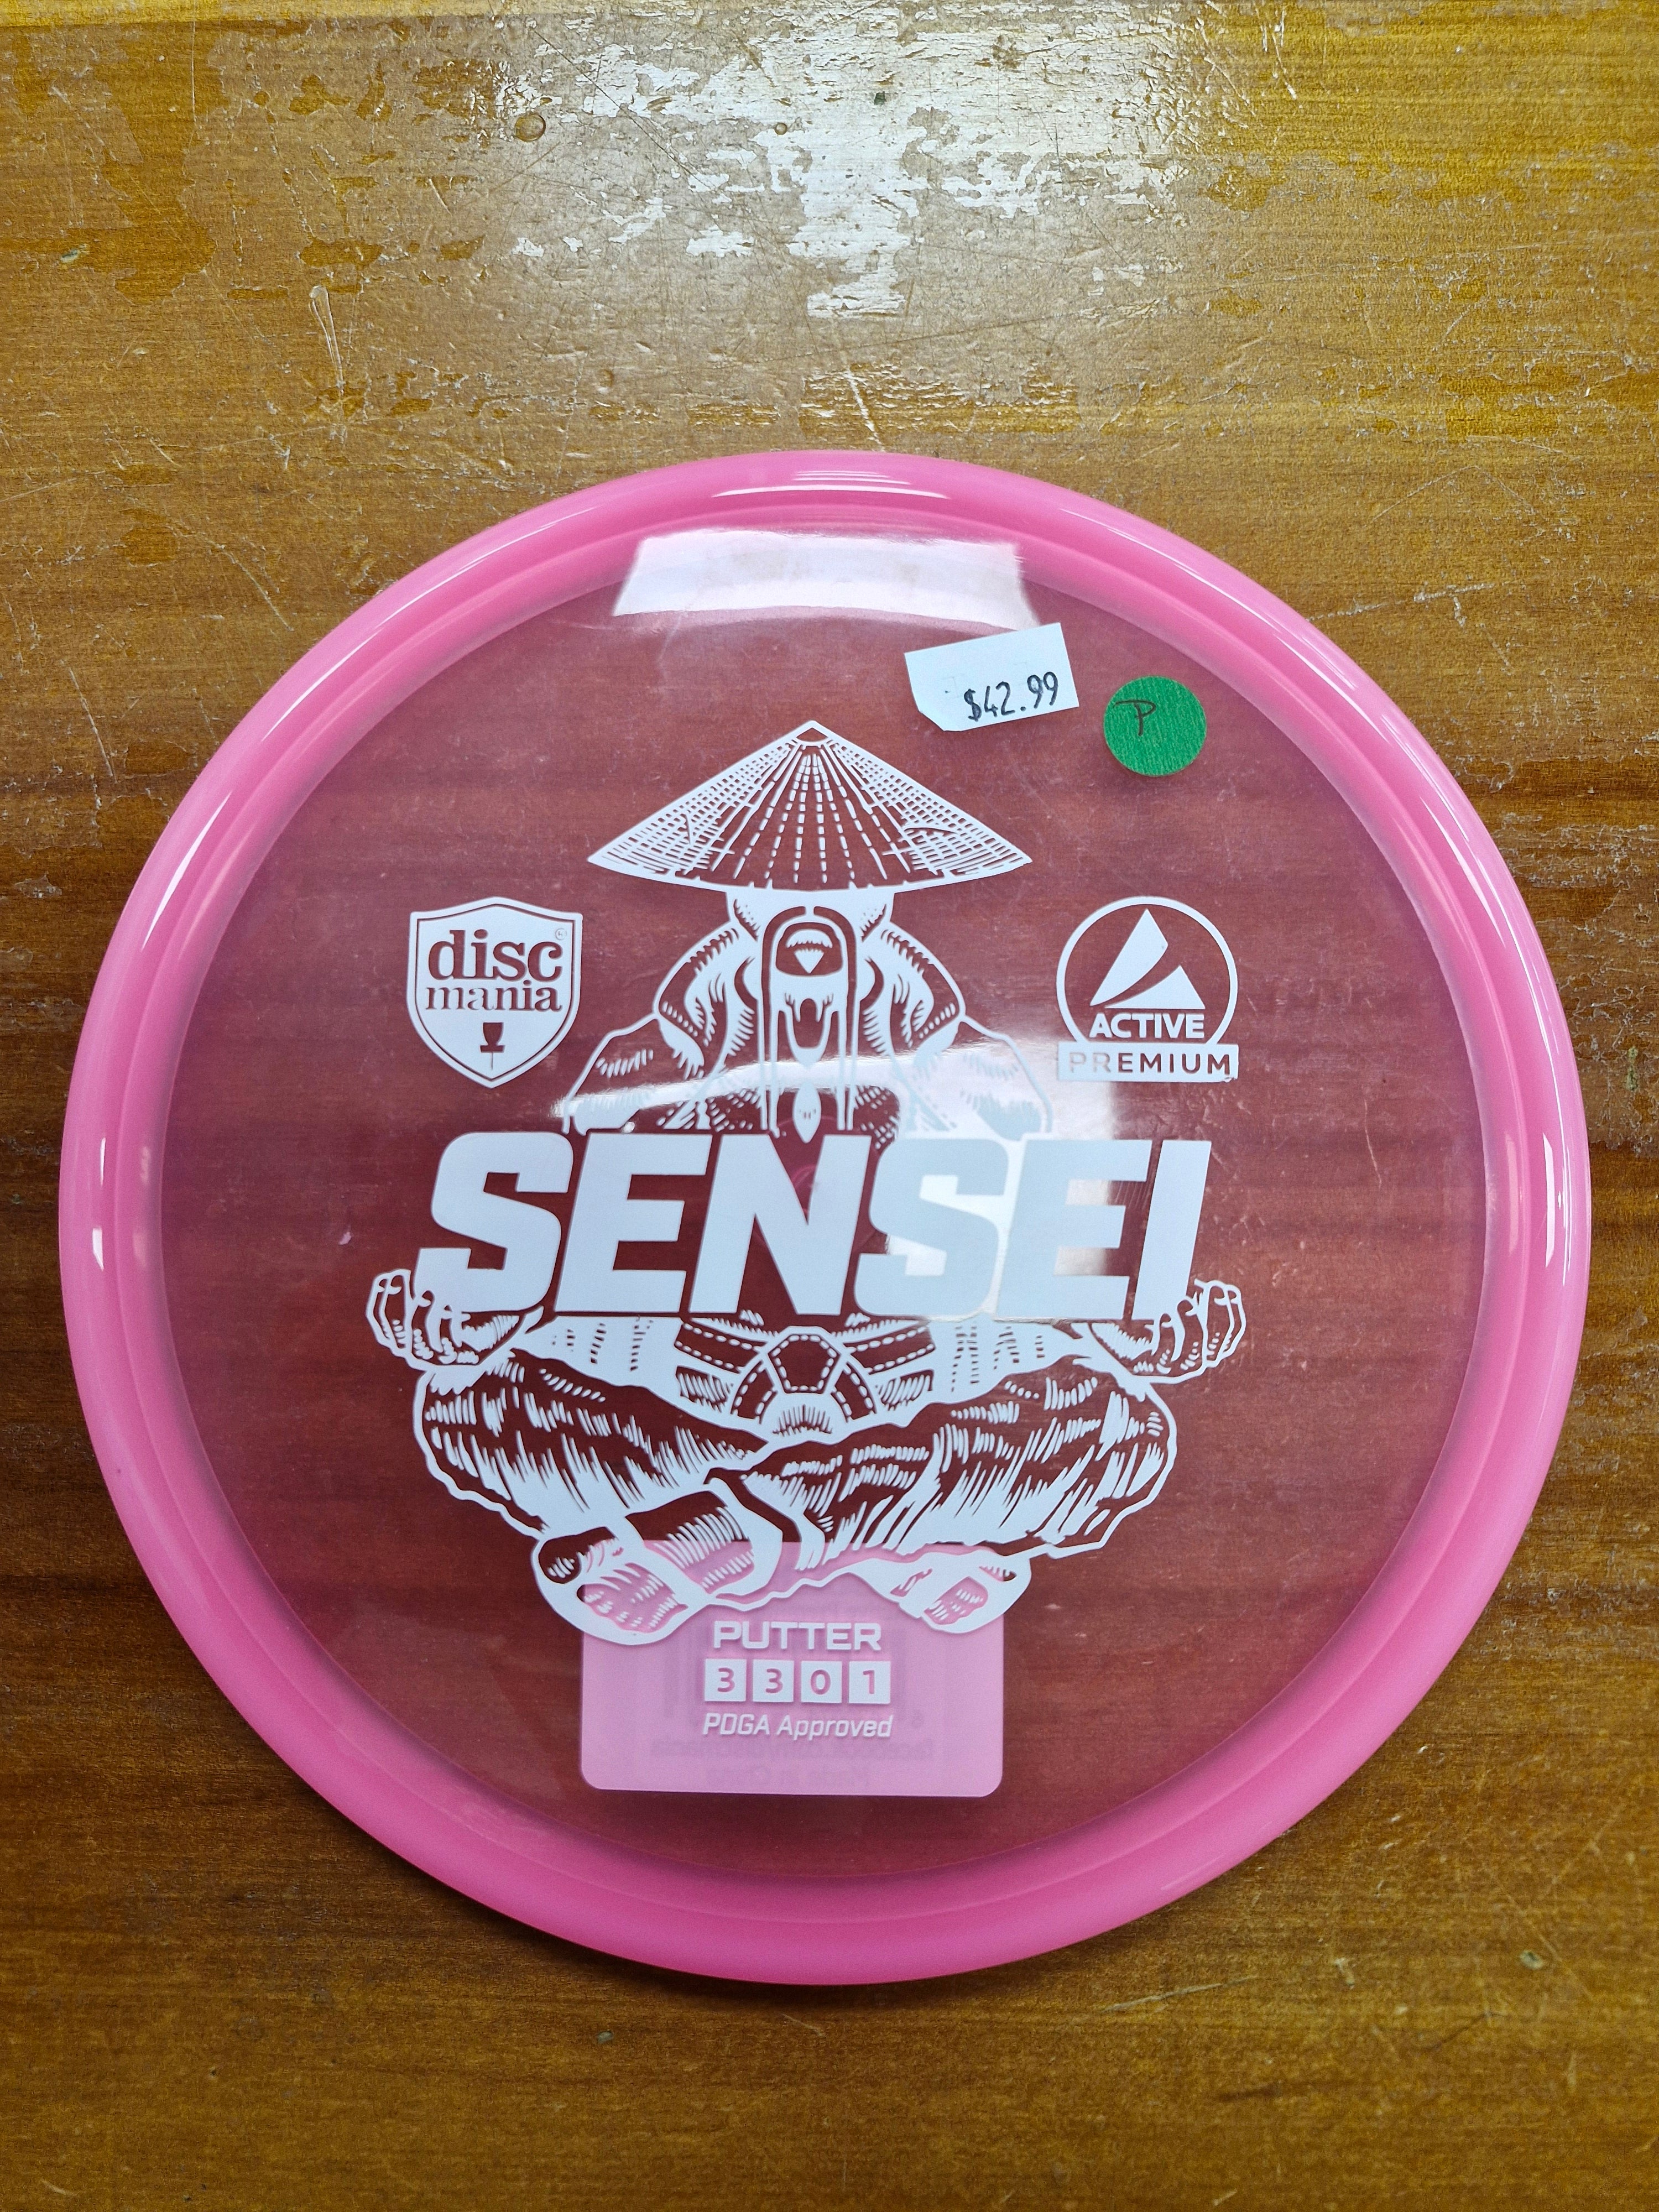 $42.99
P
disc
mania
ACTIVE
PREMIUM
SENSEI
PUTTER
3 3 0 1
PDGA Approved